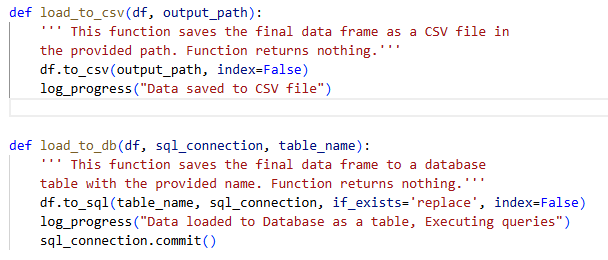 def load_to_csv(df, output_path):
    ''' This function saves the final data frame as a CSV file in
    the provided path. Function returns nothing.'''
    df.to_csv(output_path, index=False)
    log_progress("Data saved to CSV file")
def load_to_db(df, sql_connection, table_name):
    ''' This function saves the final data frame to a database
    table with the provided name. Function returns nothing.'''
    df.to_sql(table_name, sql_connection, if_exists='replace', index=False)
    log_progress("Data loaded to Database as a table, Executing queries")
    sql_connection.commit()